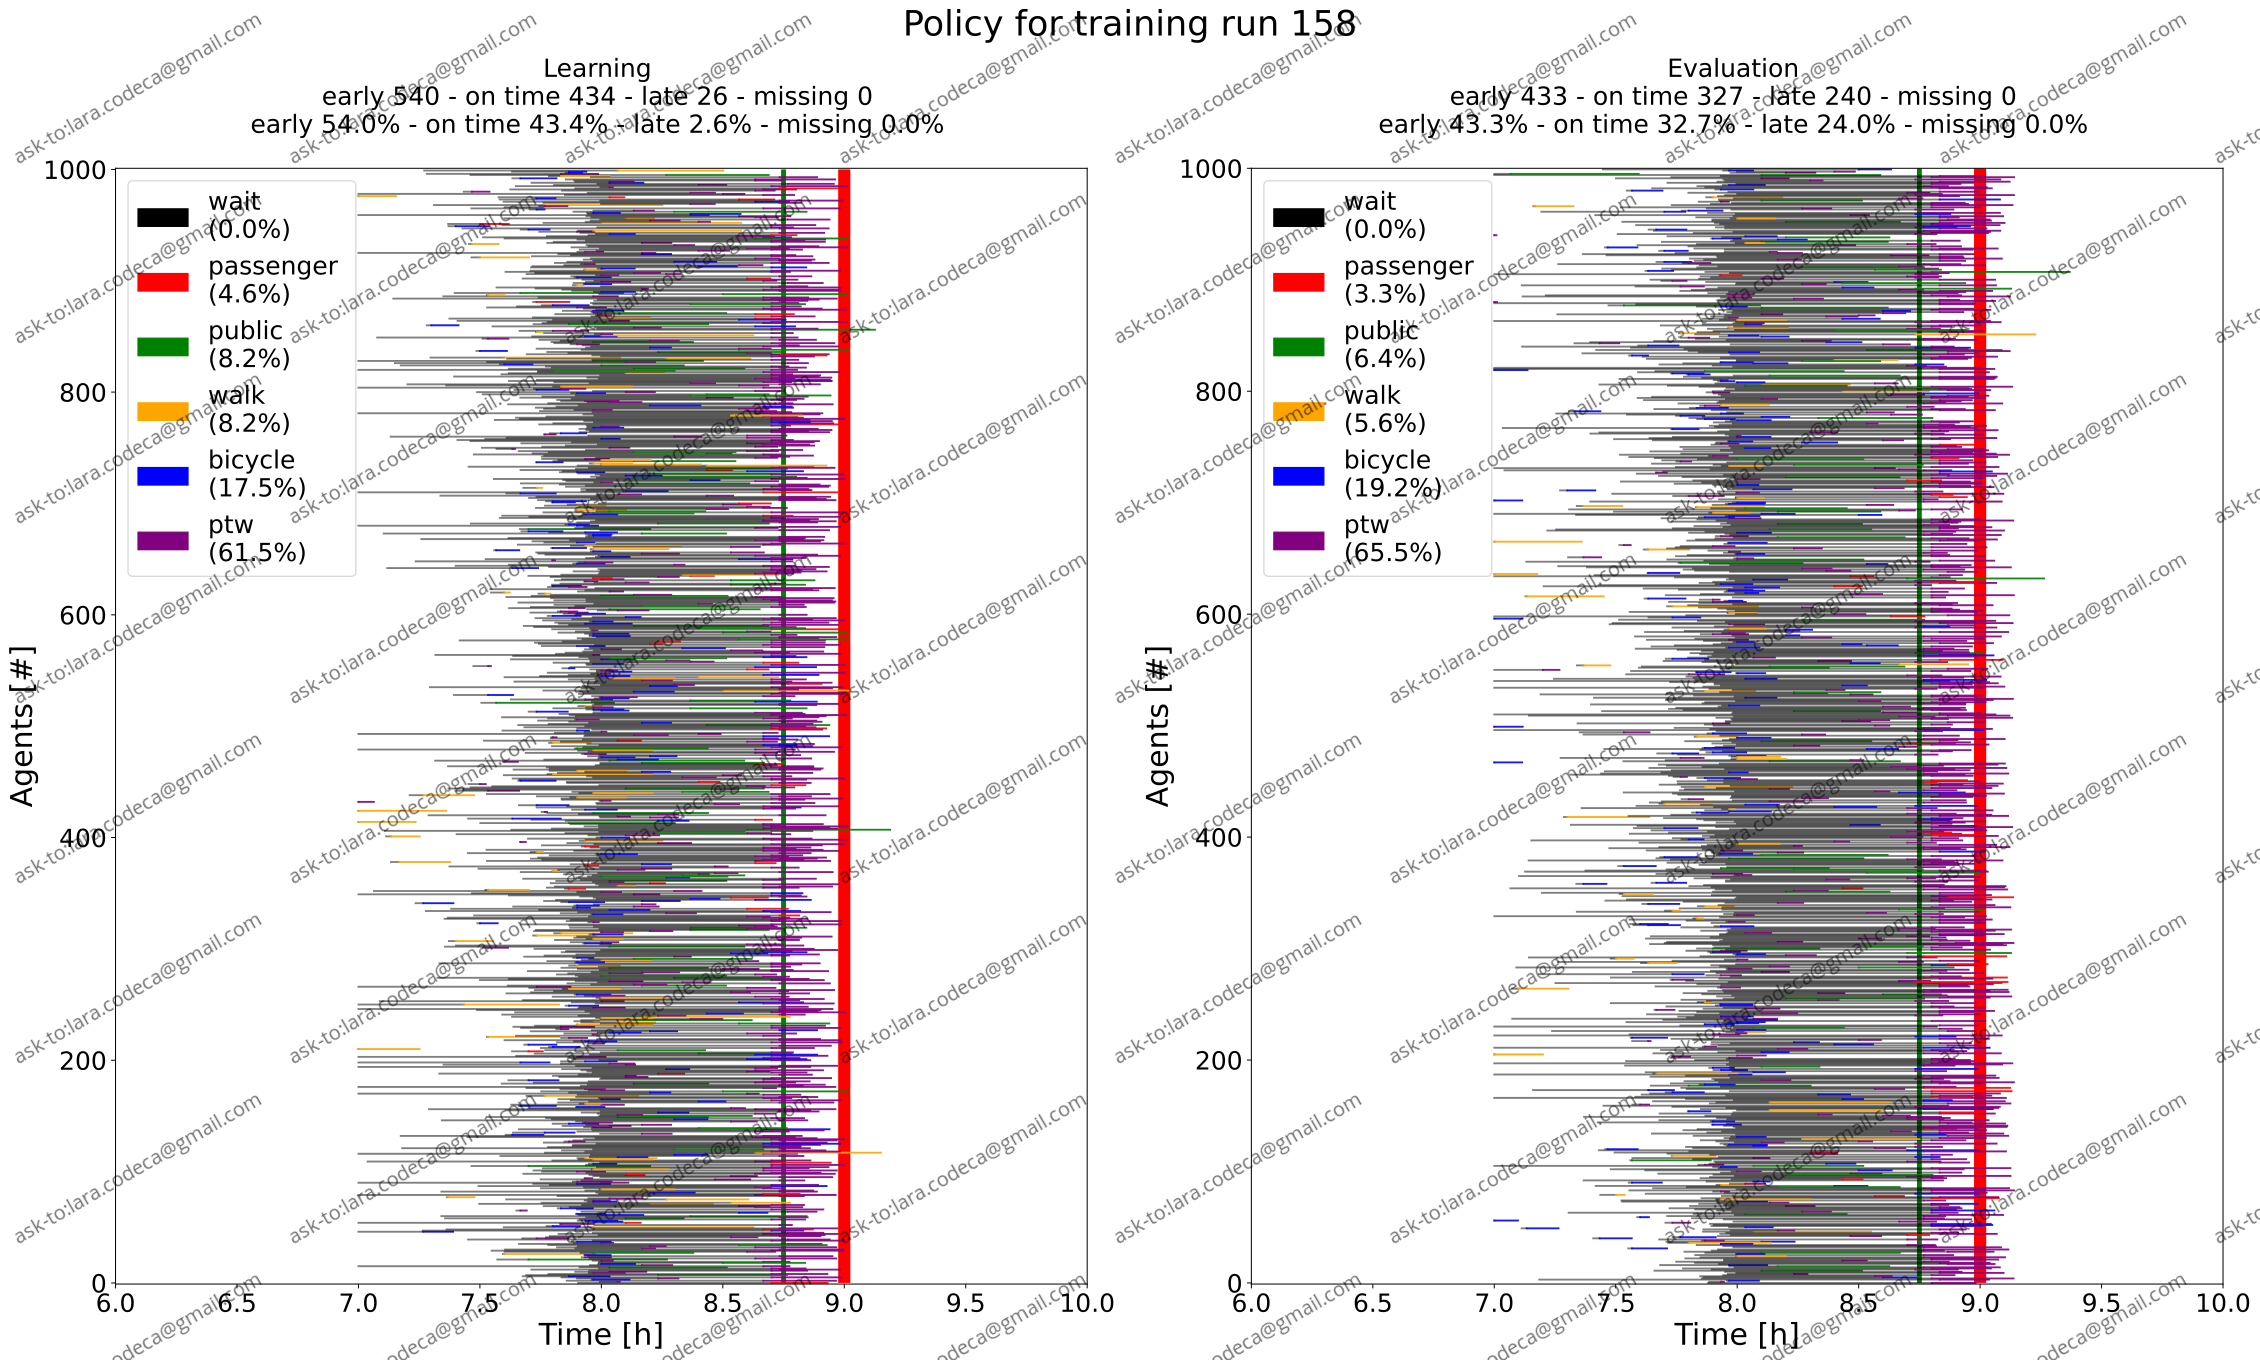 Policy for training run 158
Learning
early 540 - on time 434 - late 26 - missing 0
early 54.0% - on time 43.4% - late 2.6% - missing 0.0%
1000
800
600
400
200
0
Agents [#]
wait
(0.0%)
passenger
(4.6%)
public
(8.2%)
walk
(8.2%)
bicycle
(17.5%)
ptw
(61.5%)
6.0 6.5 7.0 7.5 8.0 8.5 9.0 9.5 10.0
Time [h]
Evaluation
early 433 - on time 327 - late 240 - missing 0
early 43.3% - on time 32.7% - late 24.0% - missing 0.0%
1000
800
600
400
200
0
Agents [#]
wait
(0.0%)
passenger
(3.3%)
public
(6.4%)
walk
(5.6%)
bicycle
(19.2%)
ptw
(65.5%)
6.0 6.5 7.0 7.5 8.0 8.5 9.0 9.5 10.0
Time [h]
ask-to:lara.codeca@gmail.com